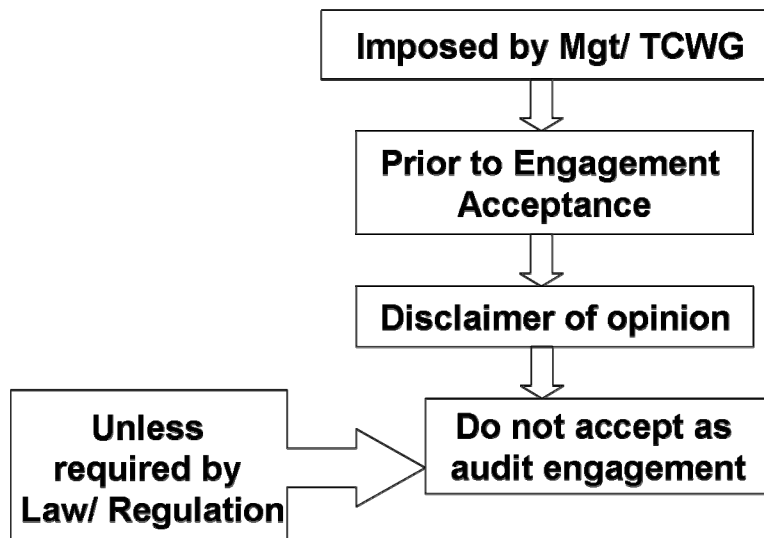 Imposed by Mgt/ TCWG
Prior to Engagement
Acceptance
Disclaimer of opinion
Do not accept as
audit engagement
Unless
required by
Law/ Regulation